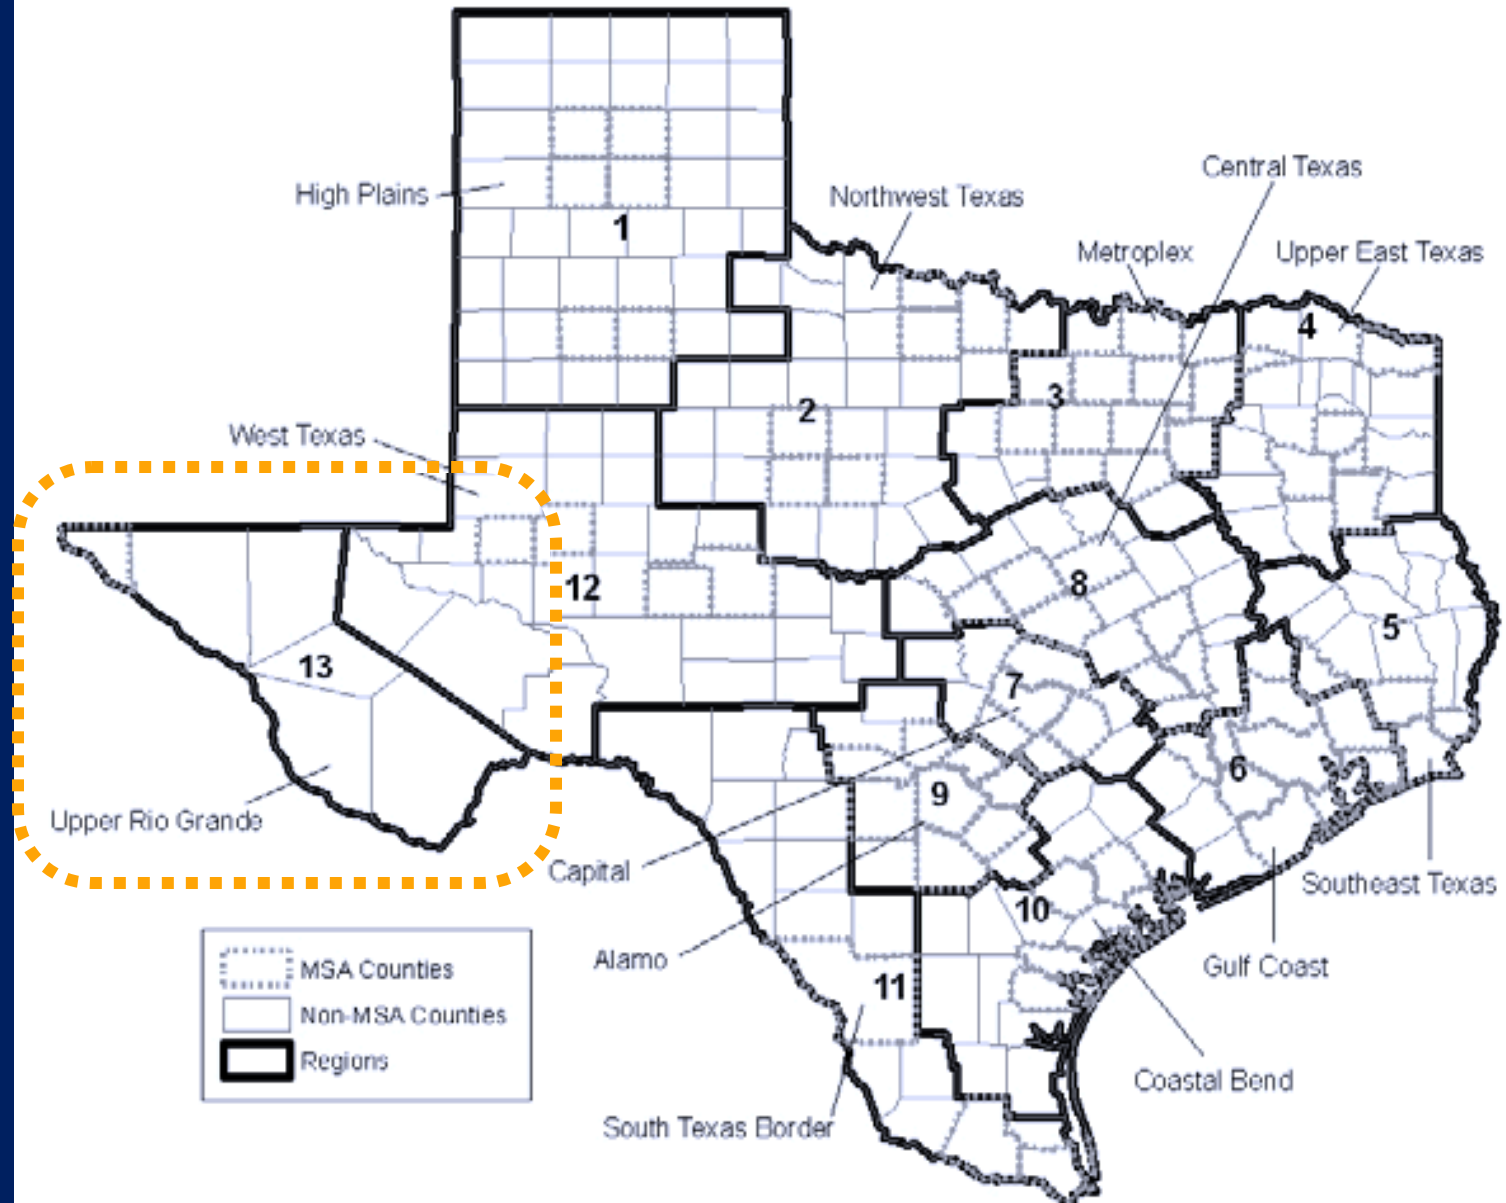 Central Texas
High Plains
Northwest Texas
1
Metroplex
Upper East Texas
4
3
2
West Texas
12
8
5
13
7
6
9
Upper Rio Grande
Capital
Southeast Texas
10
Alamo
Gulf Coast
11
MSA Counties
Non-MSA Counties
Regions
Coastal Bend
South Texas Border